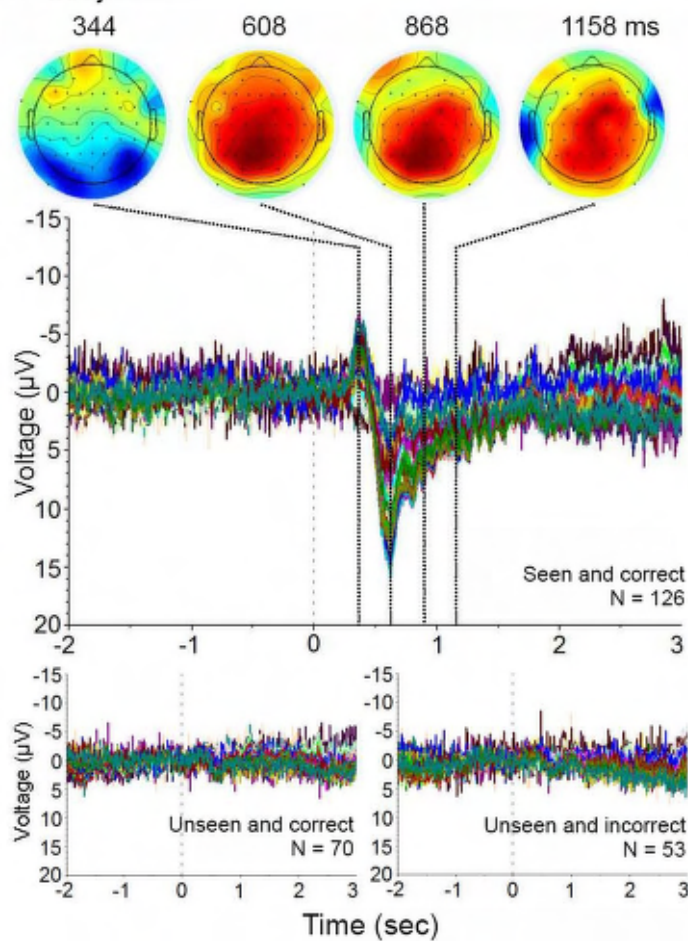 344 608 868 1158 ms
-15
-10
-5
0
5
10
15
20
Voltage (µV)
Seen and correct
N = 126
-2 -1 0 1 2 3
-15
-10
-5
0
5
10
15
20
Voltage (µV)
Unseen and correct
N = 70
-2 -1 0 1 2 3
-15
-10
-5
0
5
10
15
20
Unseen and incorrect
N = 53
-2 -1 0 1 2 3
Time (sec)